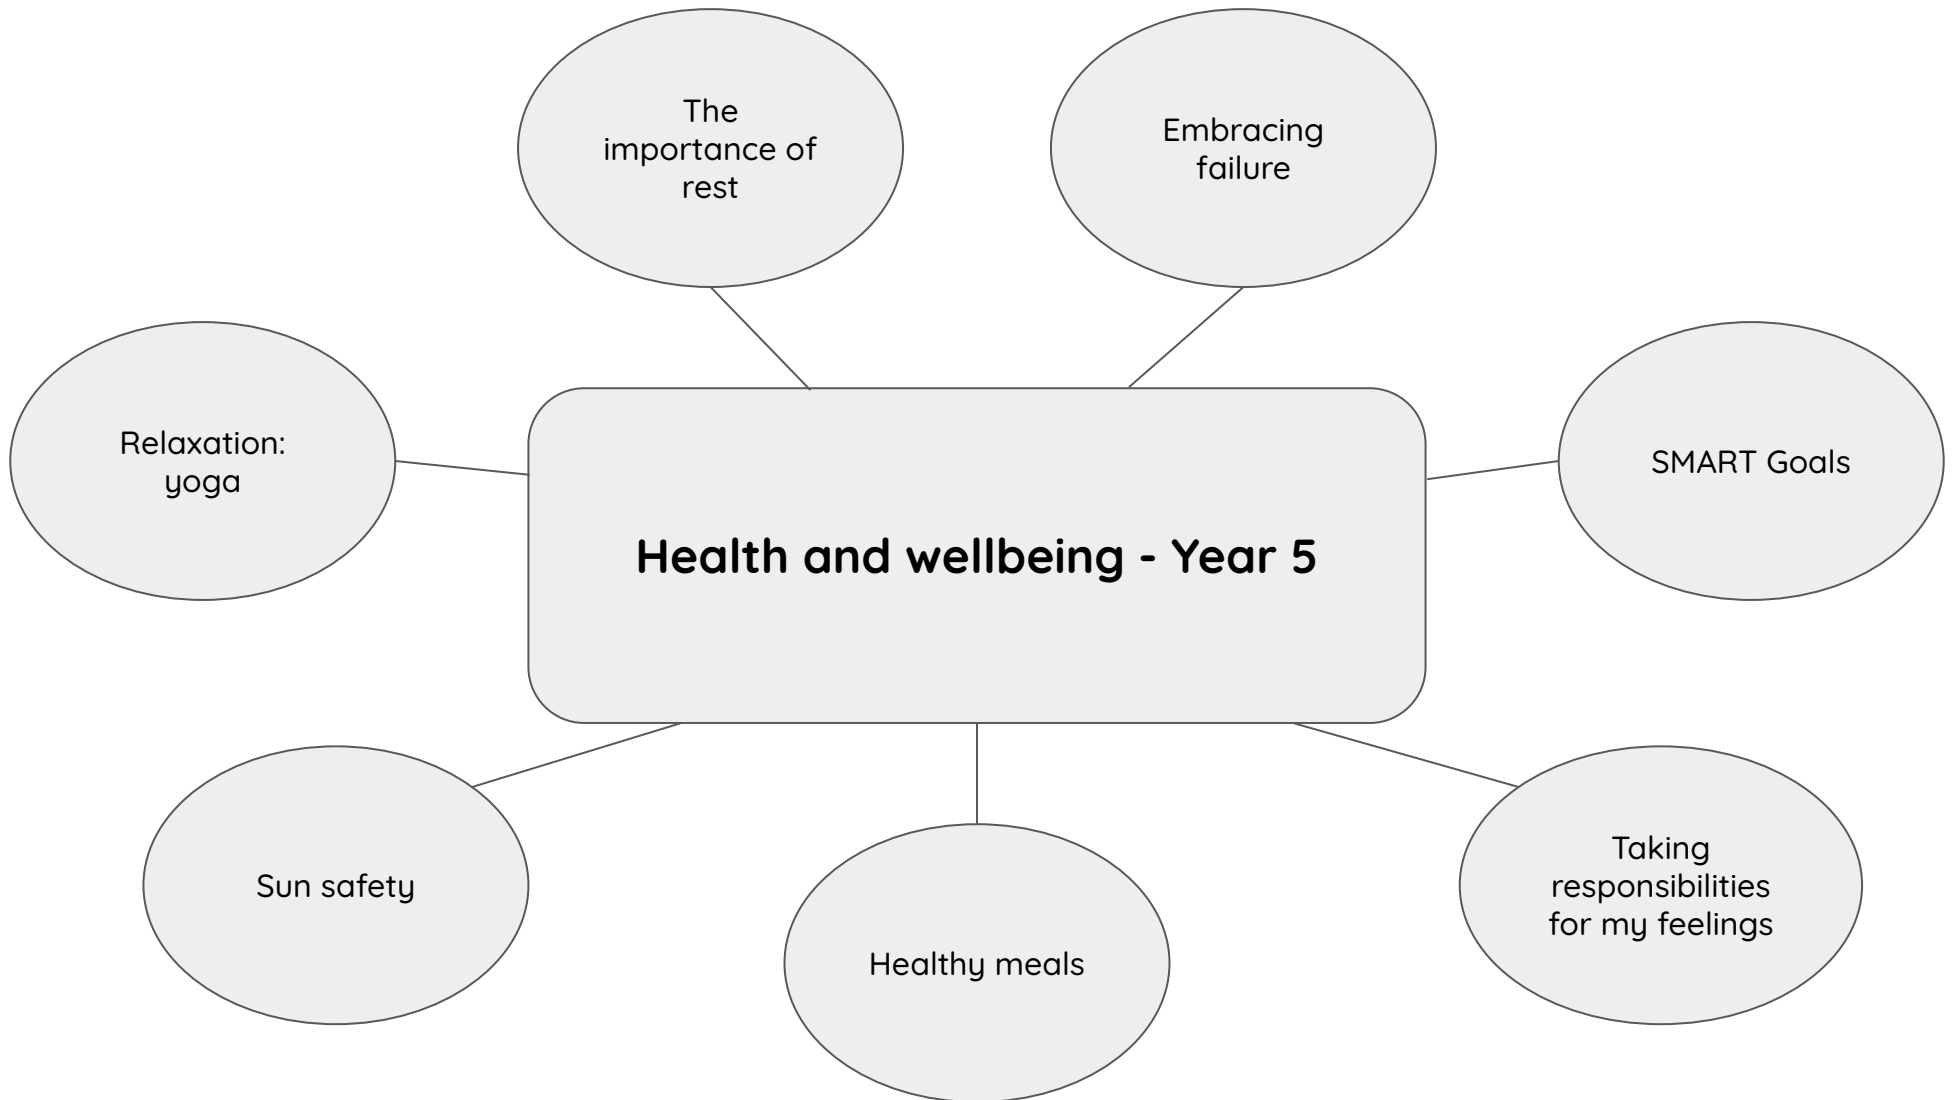 The
importance of
rest
Embracing
failure
Relaxation:
yoga
SMART Goals
Health and wellbeing - Year 5
Sun safety
Healthy meals
Taking
responsibilities
for my feelings